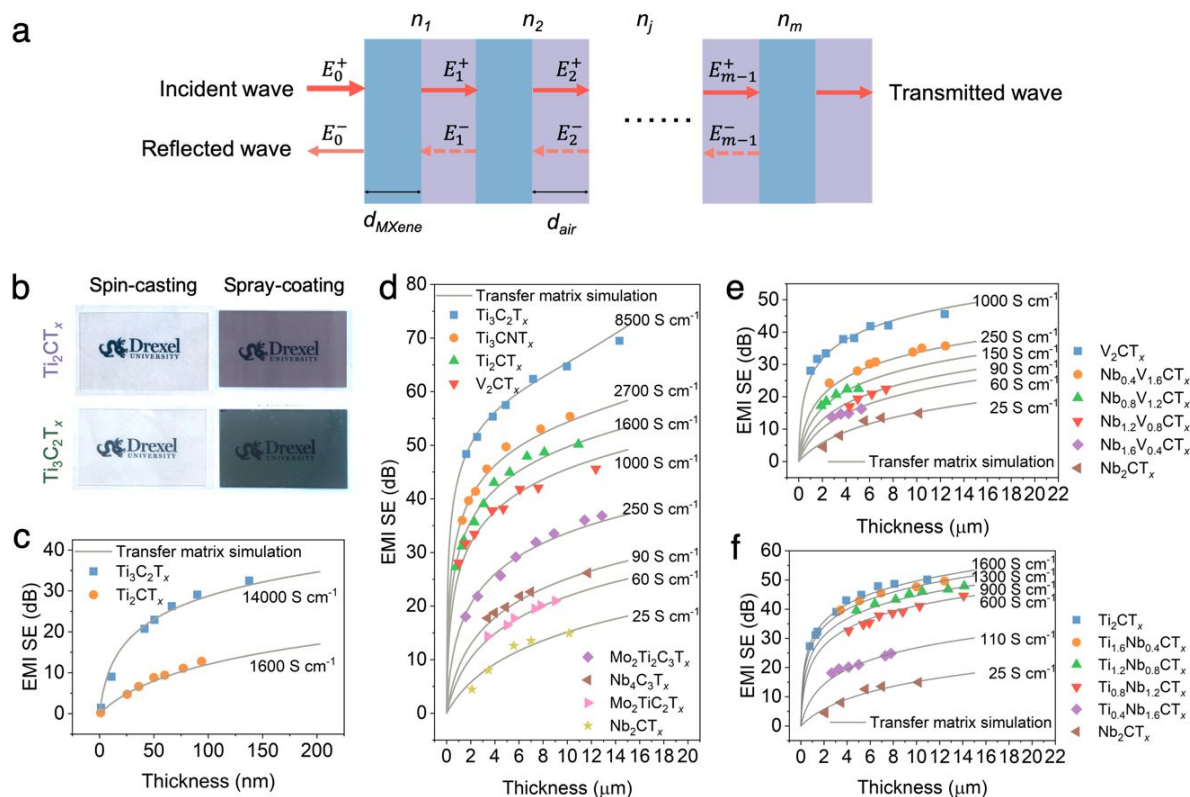 a
n₁ n₂ nⱼ nₘ
Incident wave
E₀⁺ E₁⁺ E₂⁺ Eₘ₋₁⁺
Transmitted wave
......
Reflected wave
E₀⁻ E₁⁻ E₂⁻ Eₘ₋₁⁻
d_MXene
d_air
b
Spin-casting Spray-coating
Ti₂CTₓ
Drexel
UNIVERSITY
Drexel
UNIVERSITY
Ti₃C₂Tₓ
Drexel
UNIVERSITY
Drexel
UNIVERSITY
c
EMI SE (dB)
40
30
20
10
0
Transfer matrix simulation
Ti₃C₂Tₓ
Ti₂CTₓ
14000 S cm⁻¹
1600 S cm⁻¹
0 50 100 150 200
Thickness (nm)
d
EMI SE (dB)
80
70
60
50
40
30
20
10
0
Transfer matrix simulation
Ti₃C₂Tₓ
Ti₃CNTₓ
Ti₂CTₓ
V₂CTₓ
8500 S cm⁻¹
2700 S cm⁻¹
1600 S cm⁻¹
1000 S cm⁻¹
250 S cm⁻¹
90 S cm⁻¹
60 S cm⁻¹
25 S cm⁻¹
Mo₂Ti₂C₃Tₓ
Nb₄C₃Tₓ
Mo₂TiC₂Tₓ
Nb₂CTₓ
0 2 4 6 8 10 12 14 16 18 20 22
Thickness (μm)
e
EMI SE (dB)
50
40
30
20
10
0
1000 S cm⁻¹
250 S cm⁻¹
150 S cm⁻¹
90 S cm⁻¹
60 S cm⁻¹
25 S cm⁻¹
Transfer matrix simulation
0 2 4 6 8 10 12 14 16 18 20 22
Thickness (μm)
V₂CTₓ
Nb₀.₄V₁.₆CTₓ
Nb₀.₈V₁.₂CTₓ
Nb₁.₂V₀.₈CTₓ
Nb₁.₆V₀.₄CTₓ
Nb₂CTₓ
f
EMI SE (dB)
60
50
40
30
20
10
0
1600 S cm⁻¹
1300 S cm⁻¹
900 S cm⁻¹
600 S cm⁻¹
110 S cm⁻¹
25 S cm⁻¹
Transfer matrix simulation
0 2 4 6 8 10 12 14 16 18 20 22
Thickness (μm)
Ti₂CTₓ
Ti₁.₆Nb₀.₄CTₓ
Ti₁.₂Nb₀.₈CTₓ
Ti₀.₈Nb₁.₂CTₓ
Ti₀.₄Nb₁.₆CTₓ
Nb₂CTₓ